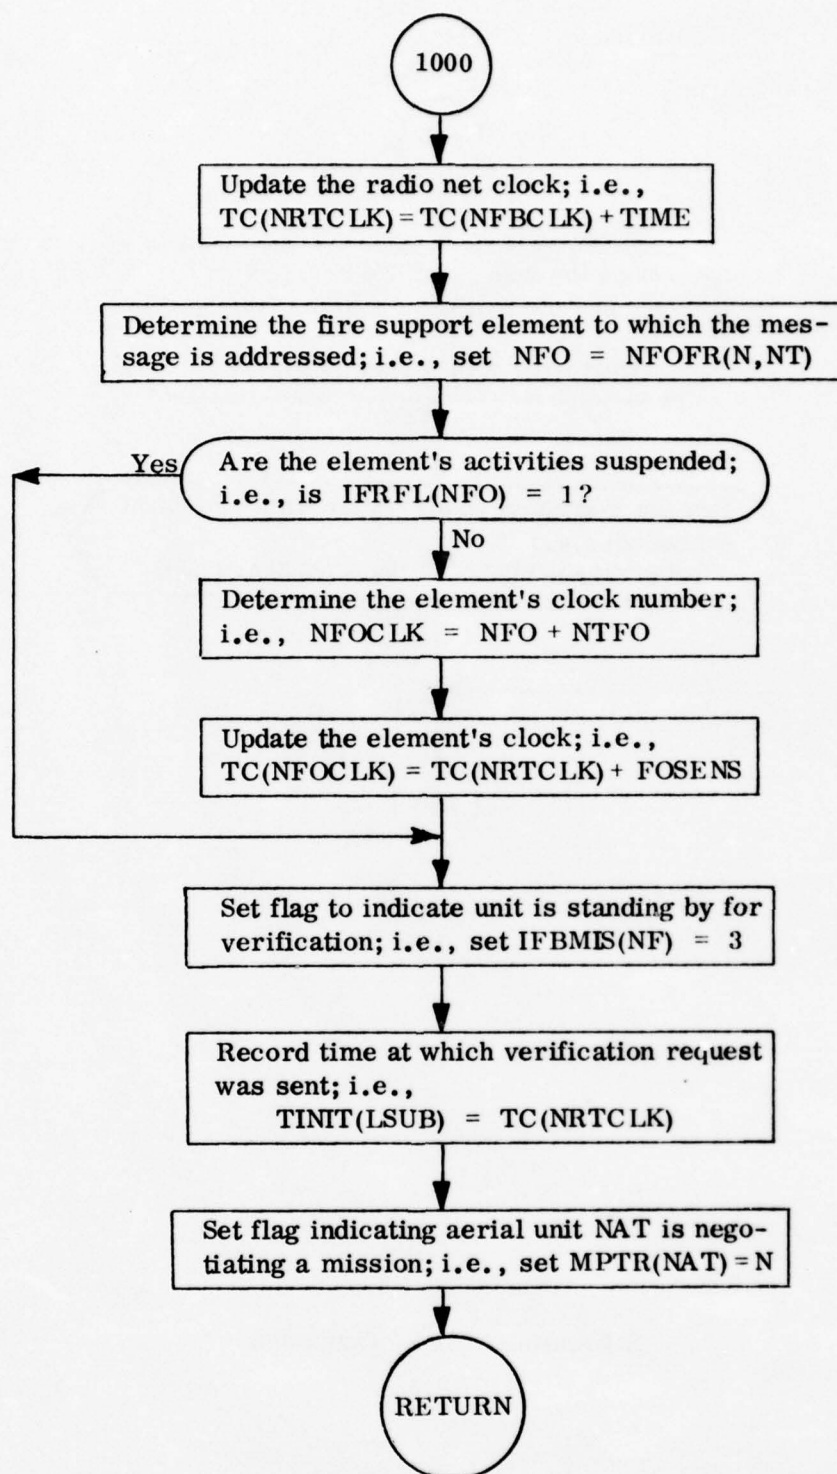 1000
Update the radio net clock; i.e.,
TC(NRTCLK) = TC(NFBCLK) + TIME
Determine the fire support element to which the mes-
sage is addressed; i.e., set NFO = NFOFR(N,NT)
Yes
Are the element's activities suspended;
i.e., is IFRFL(NFO) = 1?
No
Determine the element's clock number;
i.e., NFOCLK = NFO + NTFO
Update the element's clock; i.e.,
TC(NFOCLK) = TC(NRTCLK) + FOSENS
Set flag to indicate unit is standing by for
verification; i.e., set IFBMIS(NF) = 3
Record time at which verification request
was sent; i.e.,
TINIT(LSUB) = TC(NRTCLK)
Set flag indicating aerial unit NAT is nego-
tiating a mission; i.e., set MPTR(NAT) = N
RETURN